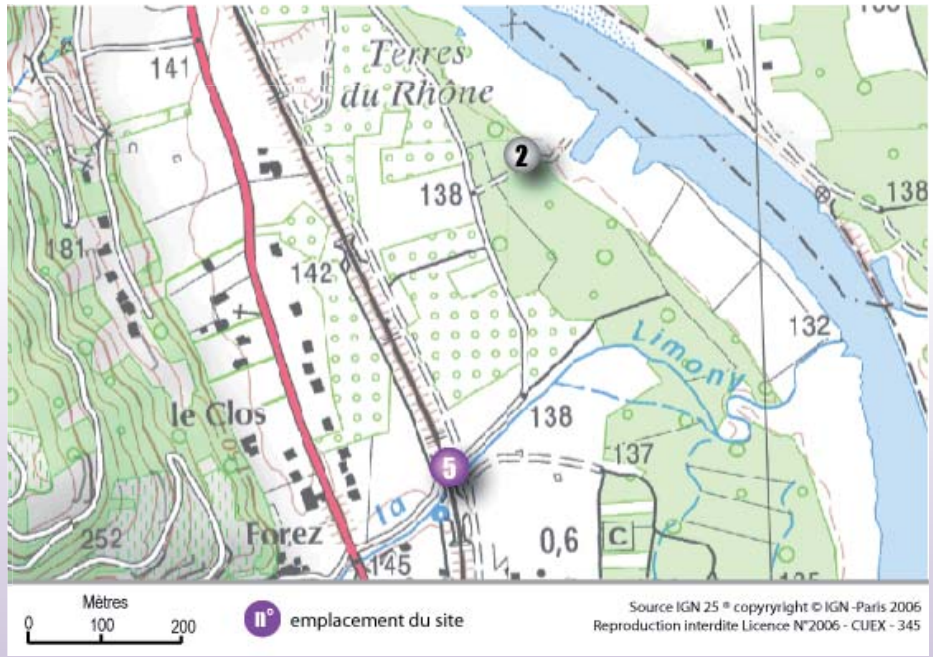 141
Terres
du Rhône
2
138
138
181
142
132
Limony
le Clos
138
5
137
la
252
Forez
0,6
C
145
Mètres
0 100 200
n° emplacement du site
Source IGN 25 ® copyryright © IGN -Paris 2006
Reproduction interdite Licence N°2006 - CUEX - 345